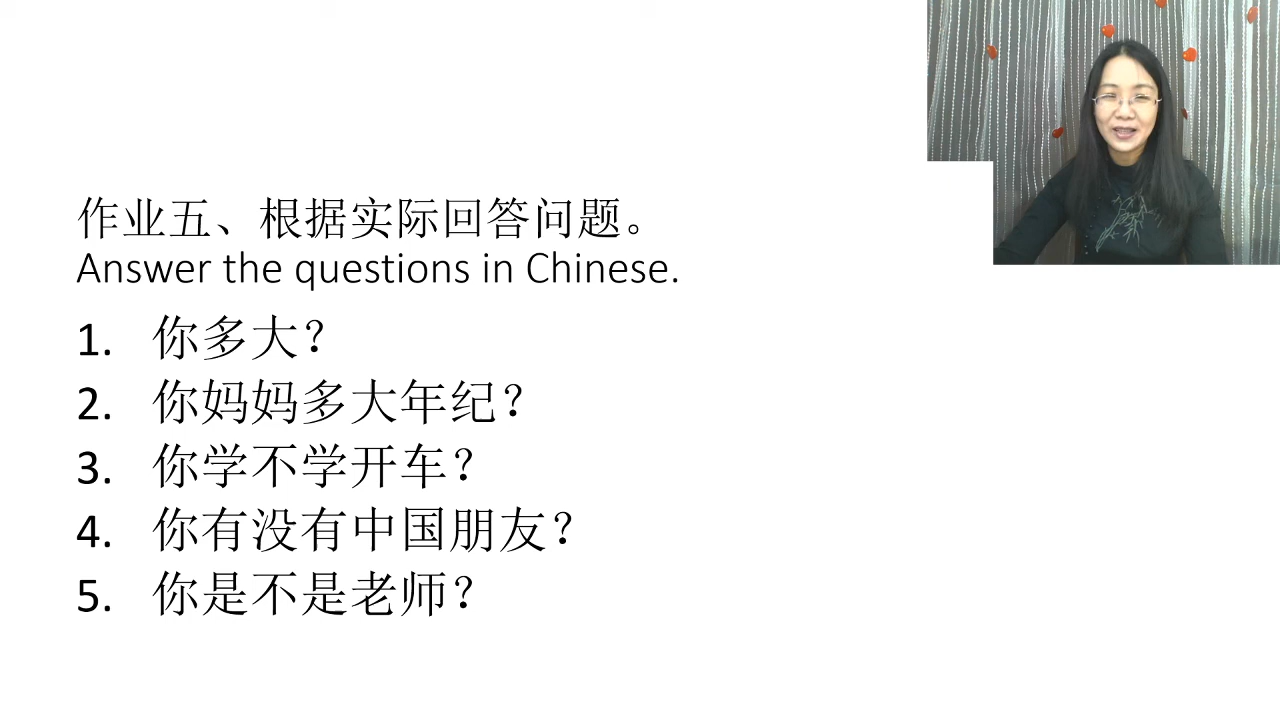 作业五、根据实际回答问题。
Answer the questions in Chinese.
1. 你多大？
2. 你妈妈多大年纪？
3. 你学不学开车？
4. 你有没有中国朋友？
5. 你是不是老师？